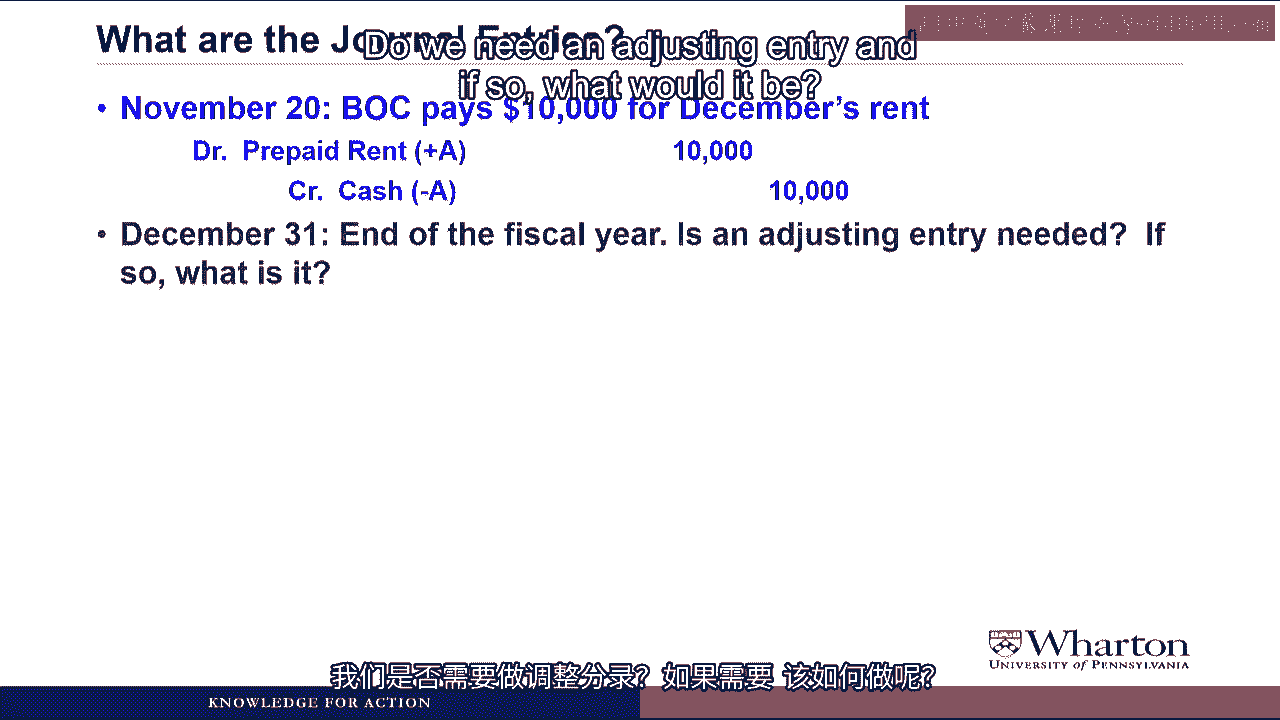 What are the Journal Entries?
Do we need an adjusting entry and
if so, what would it be?
• November 20: BOC pays $10,000 for December's rent
Dr. Prepaid Rent (+A) 10,000
Cr. Cash (-A) 10,000
• December 31: End of the fiscal year. Is an adjusting entry needed? If
so, what is it?
Wharton
UNIVERSITY of PENNSYLVANIA
我们是否需要做调整分录？如果需要 该如何做呢？
KNOWLEDGE FOR ACTION